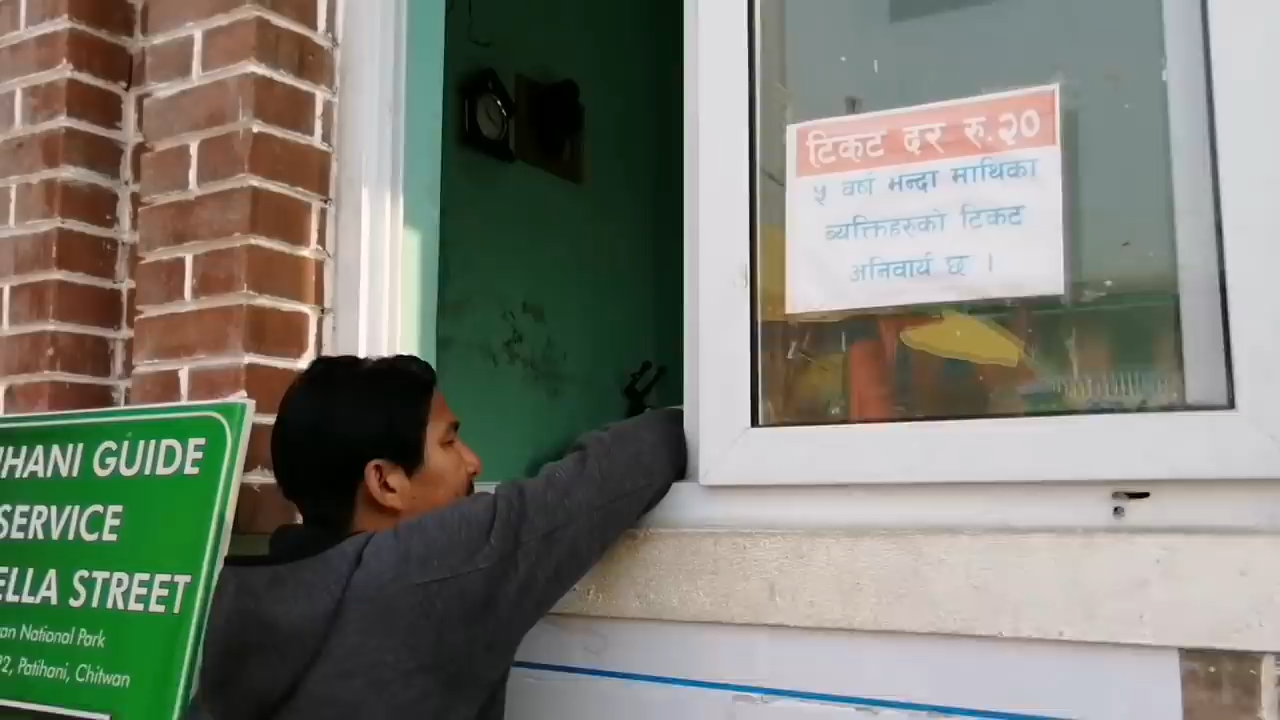 टिकट दर रु.२०
५ वर्ष भन्दा माथिका
ब्यक्तिहरुको टिकट
अनिवार्य छ ।
HANI GUIDE
SERVICE
ELLA STREET
an National Park
2, Patihani, Chitwan